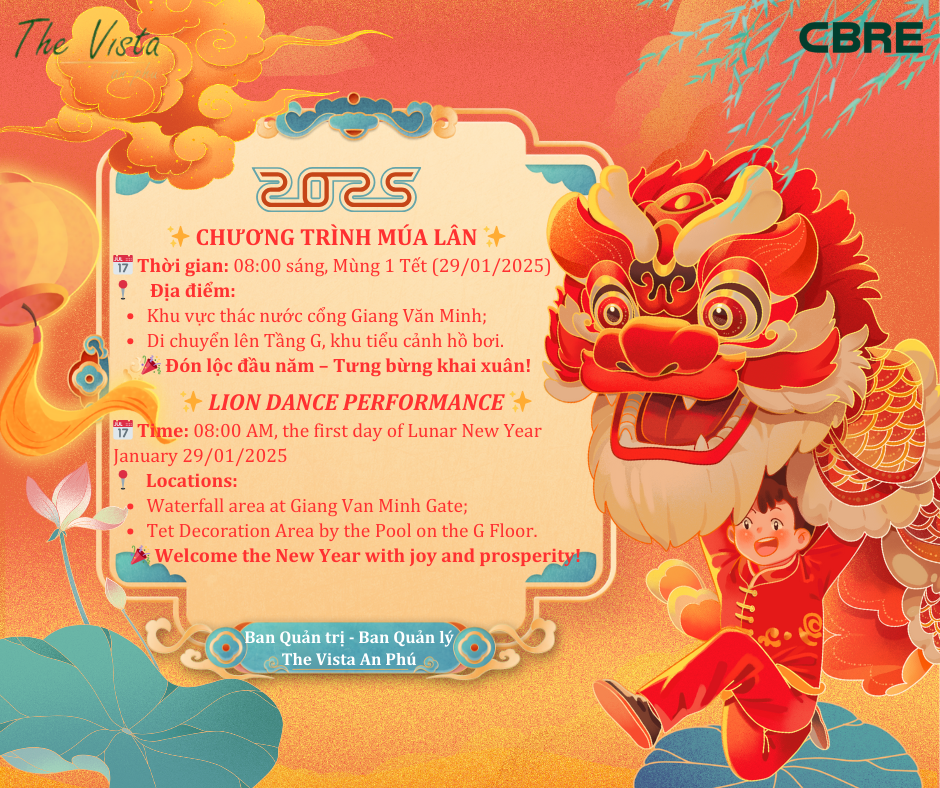 The Vista
CBRE
2025
✨ CHƯƠNG TRÌNH MÚA LÂN ✨
📅 Thời gian: 08:00 sáng, Mùng 1 Tết (29/01/2025)
📍 Địa điểm:
• Khu vực thác nước cổng Giang Văn Minh;
• Di chuyển lên Tầng G, khu tiểu cảnh hồ bơi.
🎉 Đón lộc đầu năm – Tưng bừng khai xuân!
✨ LION DANCE PERFORMANCE ✨
📅 Time: 08:00 AM, the first day of Lunar New Year
January 29/01/2025
📍 Locations:
• Waterfall area at Giang Van Minh Gate;
• Tet Decoration Area by the Pool on the G Floor.
🎉 Welcome the New Year with joy and prosperity!
Ban Quản trị - Ban Quản lý
The Vista An Phú